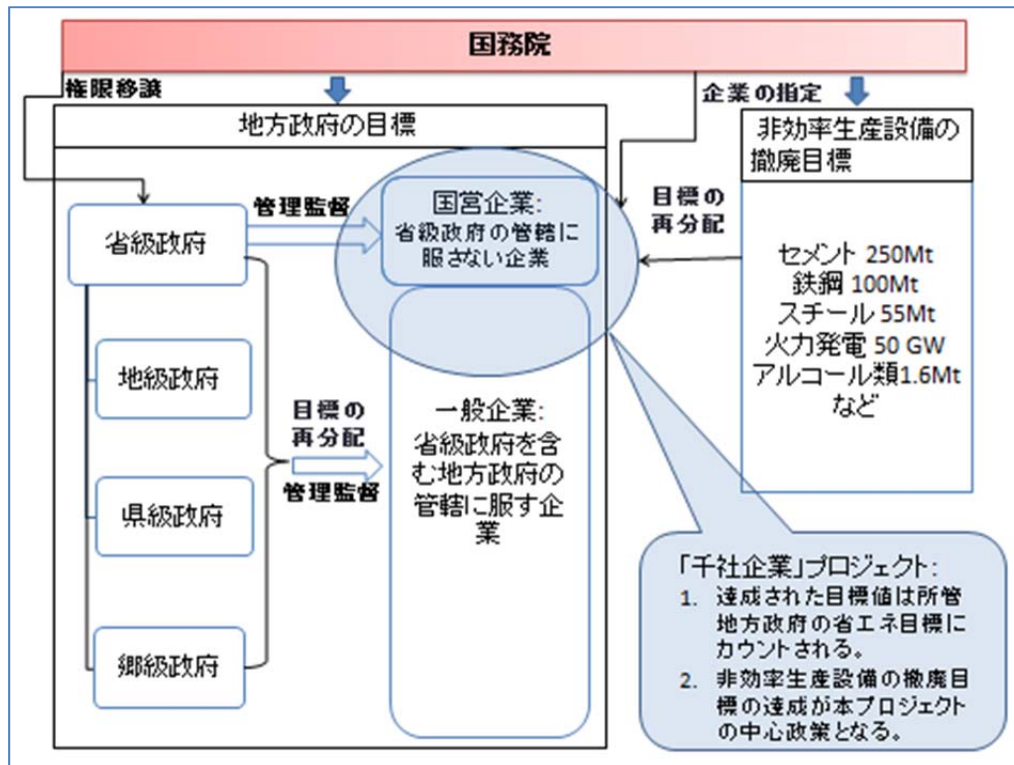 国務院
権限移譲
企業の指定
地方政府の目標
非効率生産設備の
撤廃目標
省級政府
管理監督
国営企業:
省級政府の管轄に
服さない企業
目標の
再分配
セメント 250Mt
鉄鋼 100Mt
スチール 55Mt
火力発電 50 GW
アルコール類1.6Mt
など
地級政府
県級政府
郷級政府
目標の
再分配
管理監督
一般企業:
省級政府を含
む地方政府の
管轄に服す企
業
「千社企業」プロジェクト:
1. 達成された目標値は所管
地方政府の省エネ目標に
カウントされる。
2. 非効率生産設備の撤廃目
標の達成が本プロジェクト
の中心政策となる。